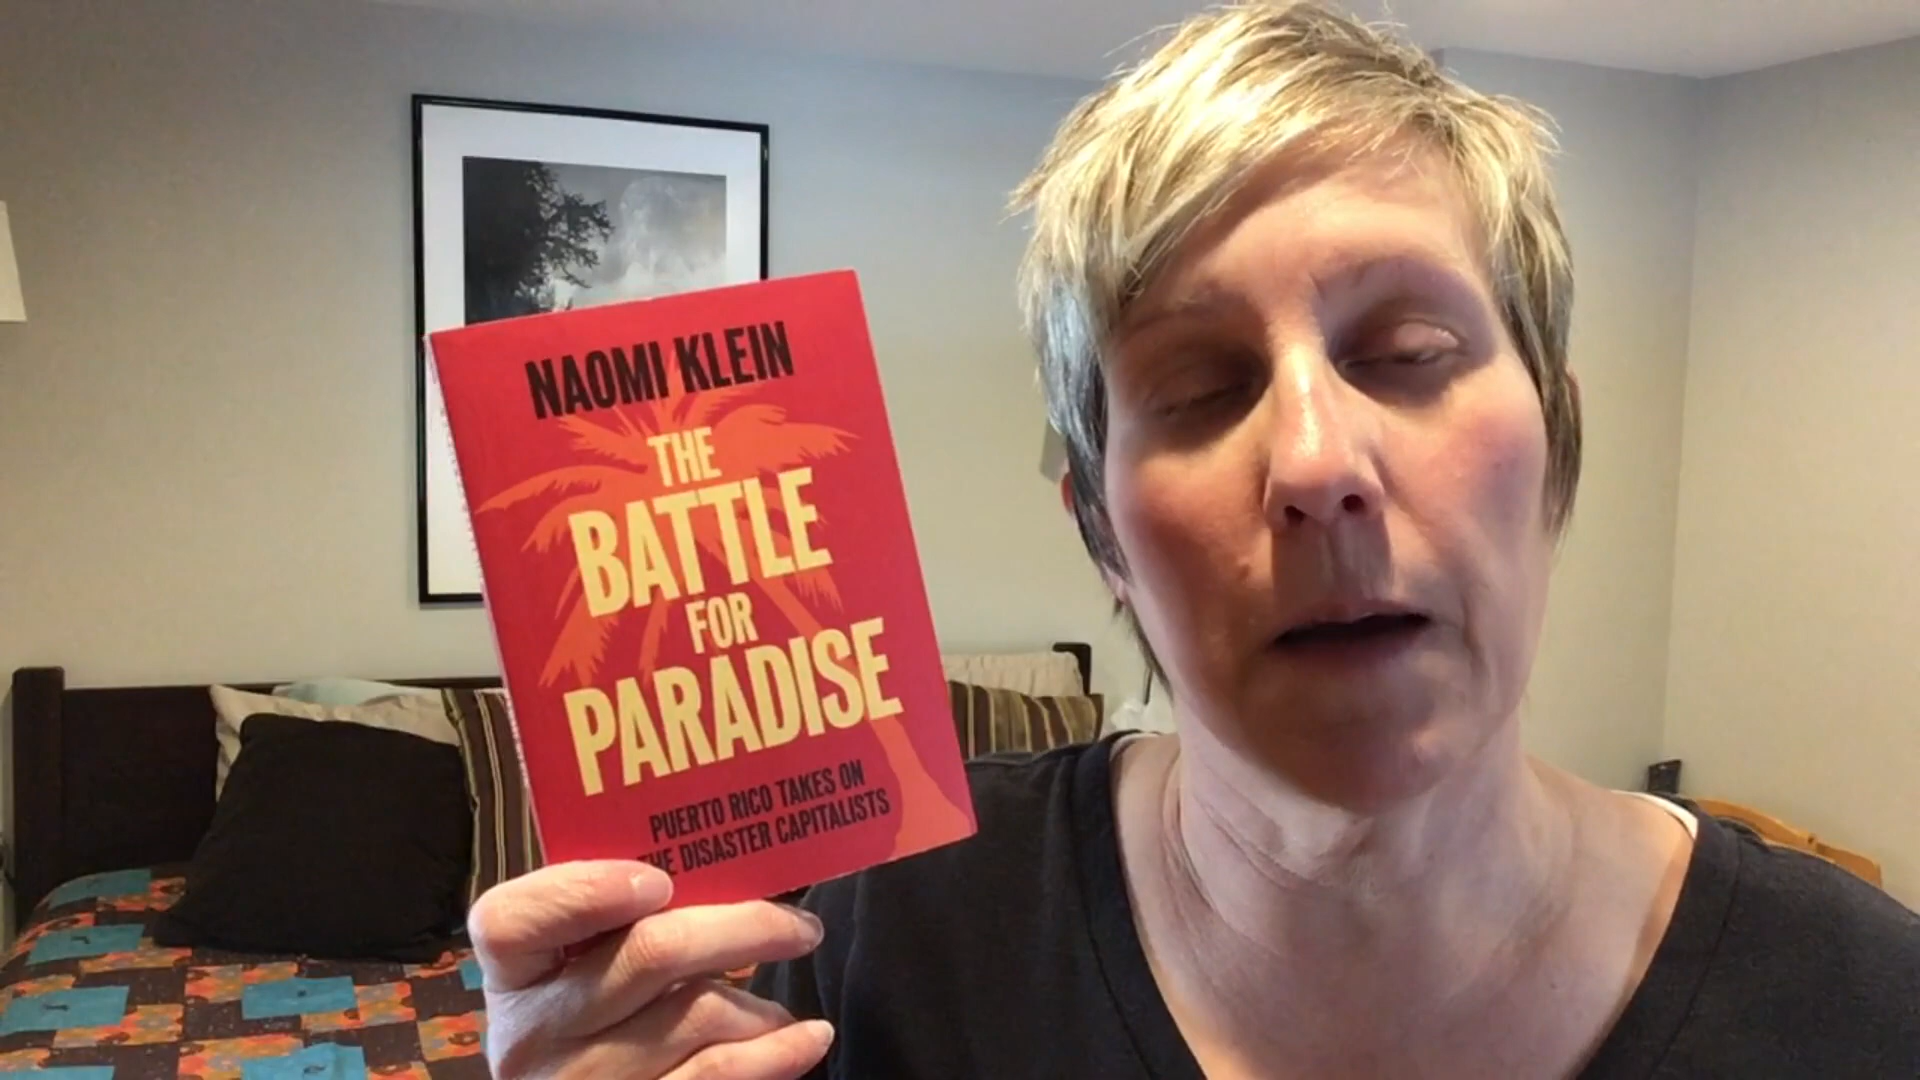 NAOMI KLEIN
THE
BATTLE
FOR
PARADISE
PUERTO RICO TAKES ON
THE DISASTER CAPITALISTS